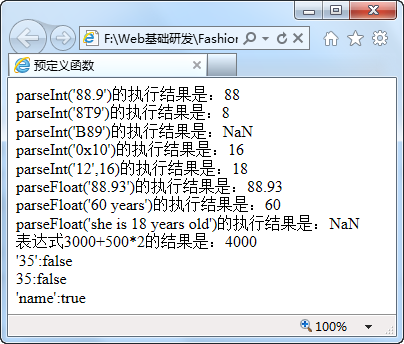 F:\Web基础研发\Fashion
预定义函数
parseInt('88.9')的执行结果是：88
parseInt('8T9')的执行结果是：8
parseInt('B89')的执行结果是：NaN
parseInt('0x10')的执行结果是：16
parseInt('12',16)的执行结果是：18
parseFloat('88.93')的执行结果是：88.93
parseFloat('60 years')的执行结果是：60
parseFloat('she is 18 years old')的执行结果是：NaN
表达式3000+500*2的结果是：4000
'35':false
35:false
'name':true
100%